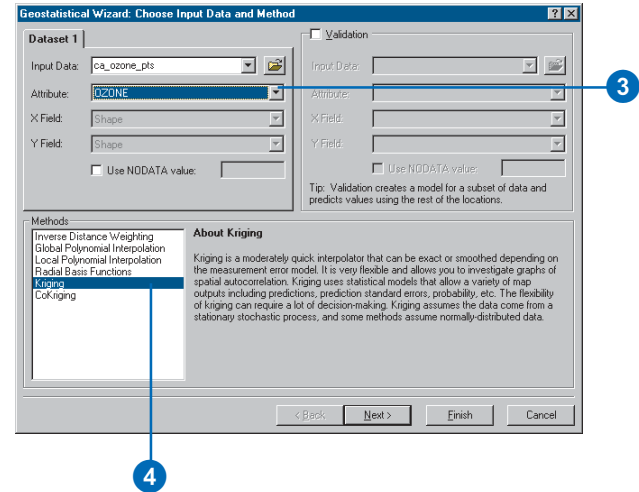 Geostatistical Wizard: Choose Input Data and Method
Dataset 1
Input Data: ca_ozone_pts
Attribute: OZONE
X Field: Shape
Y Field: Shape
Use NODATA value:
Validation
Input Data:
Attribute:
X Field:
Y Field:
Use NODATA value:
Tip: Validation creates a model for a subset of data and
predicts values using the rest of the locations.
3
Methods
Inverse Distance Weighting
Global Polynomial Interpolation
Local Polynomial Interpolation
Radial Basis Functions
Kriging
CoKriging
About Kriging
Kriging is a moderately quick interpolator that can be exact or smoothed depending on
the measurement error model. It is very flexible and allows you to investigate graphs of
spatial autocorrelation. Kriging uses statistical models that allow a variety of map
outputs including predictions, prediction standard errors, probability, etc. The flexibility
of kriging can require a lot of decision-making. Kriging assumes the data come from a
stationary stochastic process, and some methods assume normally-distributed data.
< Back Next > Finish Cancel
4